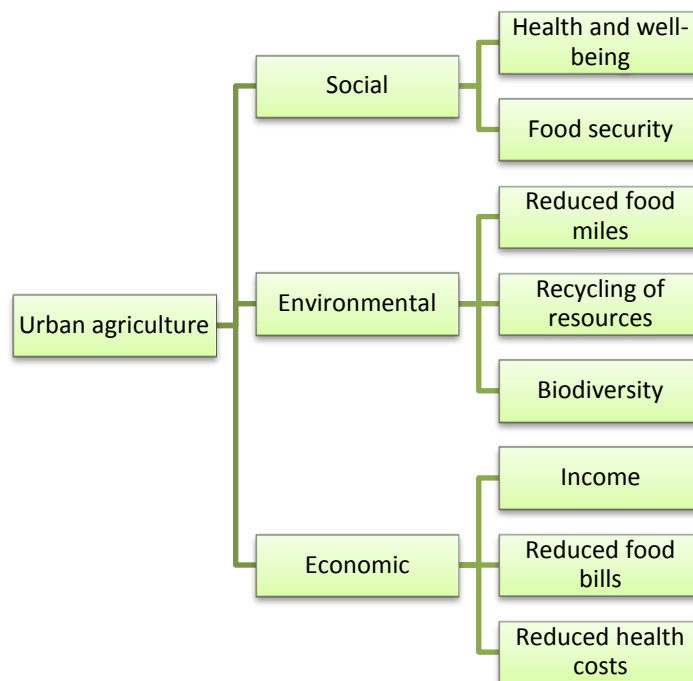 Health and well-
being
Social
Food security
Reduced food
miles
Environmental
Recycling of
resources
Urban agriculture
Biodiversity
Income
Economic
Reduced food
bills
Reduced health
costs